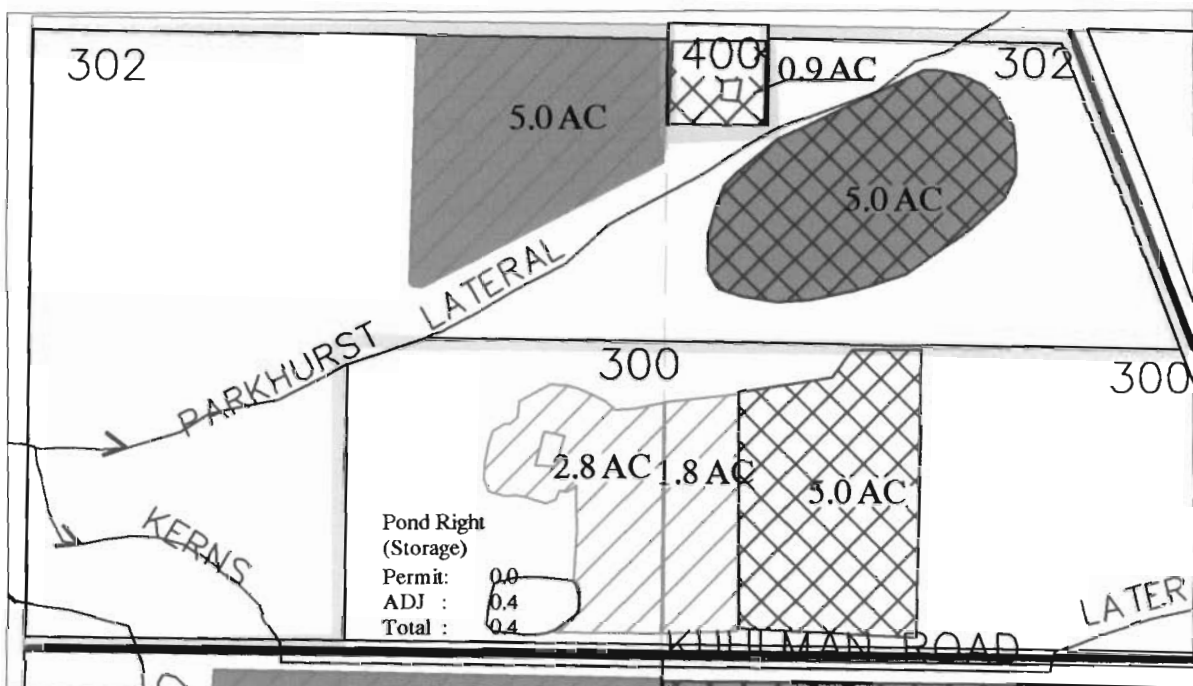 302
400
302
0.9 AC
5.0 AC
5.0 AC
PARKHURST LATERAL
300
300
2.8 AC
1.8 AC
5.0 AC
Pond Right
(Storage)
Permit: 0.0
ADJ : 0.4
Total : 0.4
KERNS
LATER
KUHLMAN ROAD